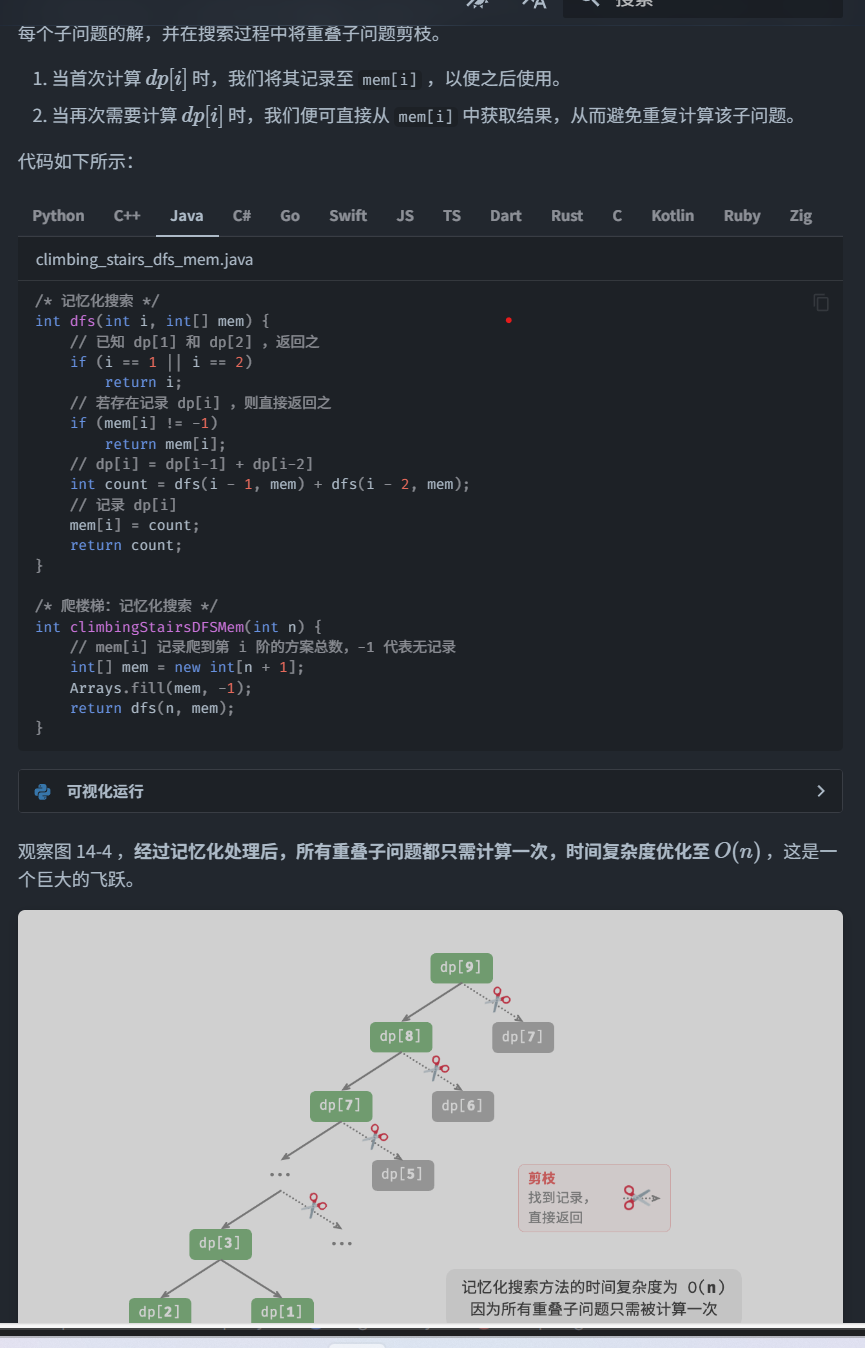 搜索
每个子问题的解，并在搜索过程中将重叠子问题剪枝。
1. 当首次计算 dp[i] 时，我们将其记录至 mem[i] ，以便之后使用。
2. 当再次需要计算 dp[i] 时，我们便可直接从 mem[i] 中获取结果，从而避免重复计算该子问题。
代码如下所示：
Python C++ Java C# Go Swift JS TS Dart Rust C Kotlin Ruby Zig
climbing_stairs_dfs_mem.java
/* 记忆化搜索 */
int dfs(int i, int[] mem) {
    // 已知 dp[1] 和 dp[2] ，返回之
    if (i == 1 || i == 2)
        return i;
    // 若存在记录 dp[i] ，则直接返回之
    if (mem[i] != -1)
        return mem[i];
    // dp[i] = dp[i-1] + dp[i-2]
    int count = dfs(i - 1, mem) + dfs(i - 2, mem);
    // 记录 dp[i]
    mem[i] = count;
    return count;
}
/* 爬楼梯：记忆化搜索 */
int climbingStairsDFSMem(int n) {
    // mem[i] 记录爬到第 i 阶的方案总数，-1 代表无记录
    int[] mem = new int[n + 1];
    Arrays.fill(mem, -1);
    return dfs(n, mem);
}
可视化运行
观察图 14-4 ，经过记忆化处理后，所有重叠子问题都只需计算一次，时间复杂度优化至 O(n) ，这是一
个巨大的飞跃。
dp[9]
dp[8] dp[7]
dp[7] dp[6]
... dp[5]
剪枝
找到记录，
直接返回
dp[3] ...
dp[2] dp[1]
记忆化搜索方法的时间复杂度为 O(n)
因为所有重叠子问题只需被计算一次